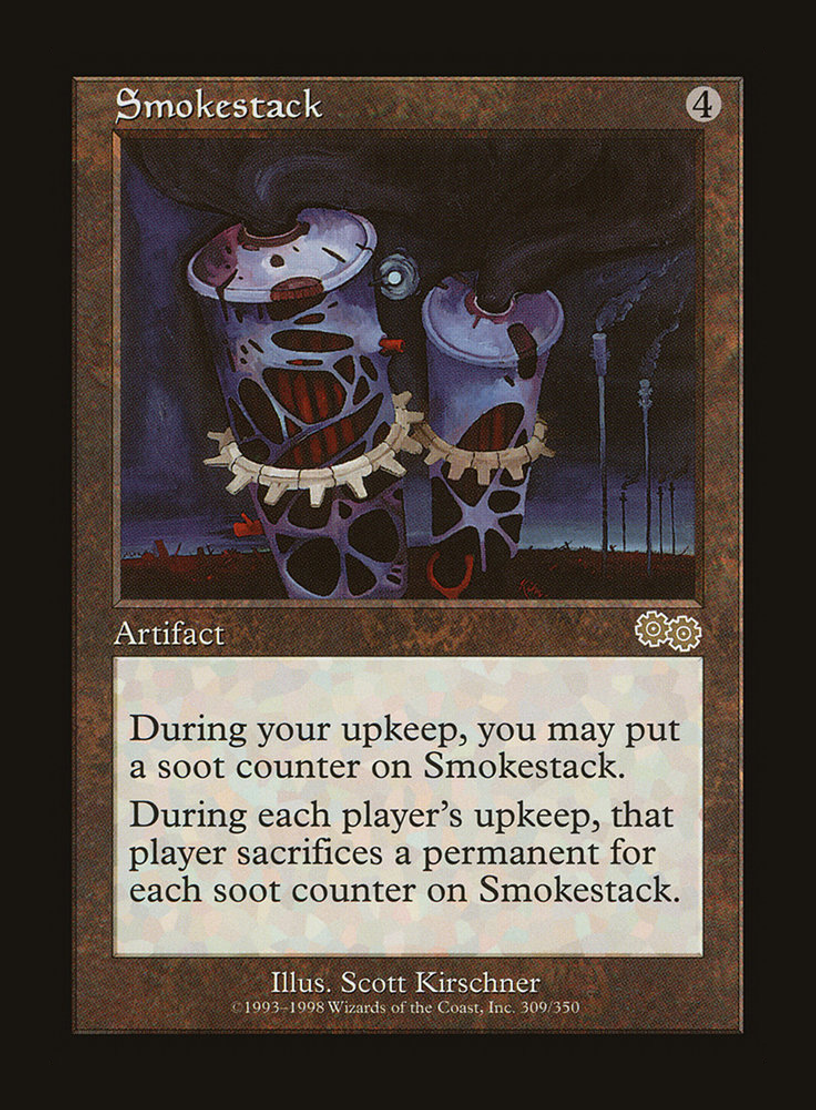 Smokestack 4
Artifact
During your upkeep, you may put
a soot counter on Smokestack.
During each player's upkeep, that
player sacrifices a permanent for
each soot counter on Smokestack.
Illus. Scott Kirschner
©1993–1998 Wizards of the Coast, Inc. 309/350